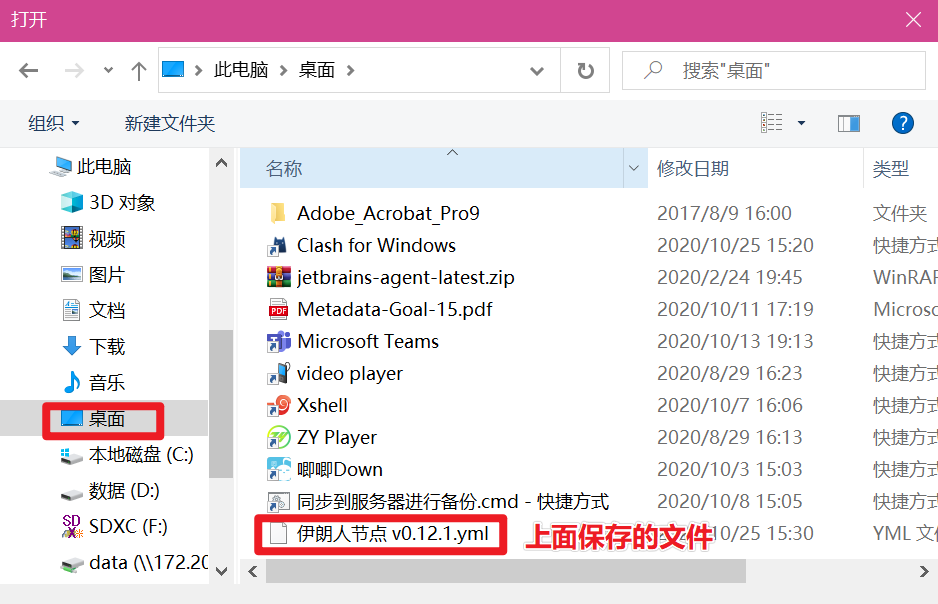 打开
此电脑 桌面 搜索"桌面"
组织 新建文件夹 ?
此电脑
3D 对象
视频
图片
文档
下载
音乐
桌面
本地磁盘 (C:)
数据 (D:)
SDXC (F:)
data (\\172.20
名称 修改日期 类型
Adobe_Acrobat_Pro9 2017/8/9 16:00 文件夹
Clash for Windows 2020/10/25 15:20 快捷方式
jetbrains-agent-latest.zip 2020/2/24 19:45 WinRAR
Metadata-Goal-15.pdf 2020/10/11 17:19 Microso
Microsoft Teams 2020/10/13 19:13 快捷方式
video player 2020/8/29 16:23 快捷方式
Xshell 2020/10/7 16:06 快捷方式
ZY Player 2020/8/29 16:13 快捷方式
唧唧Down 2020/10/3 15:03 快捷方式
同步到服务器进行备份.cmd - 快捷方式 2020/10/8 15:05 快捷方式
伊朗人节点 v0.12.1.yml 上面保存的文件 0/25 15:30 YML 文